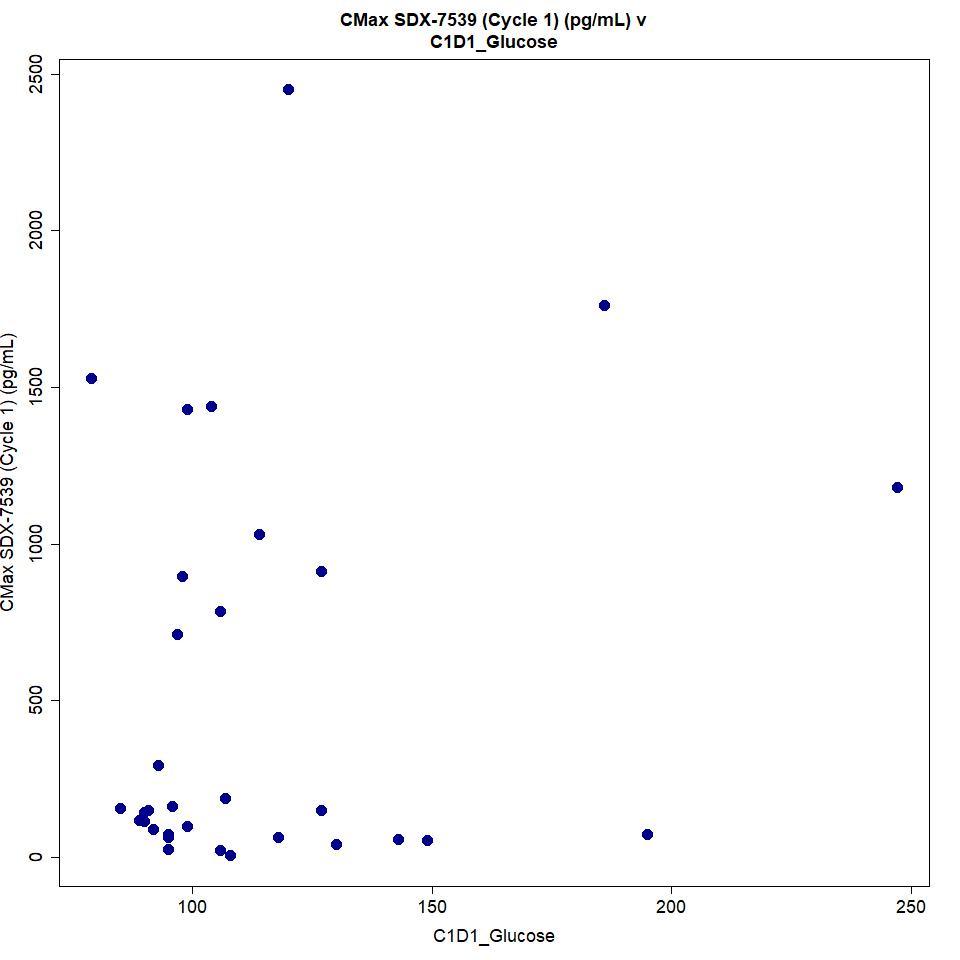 CMax SDX-7539 (Cycle 1) (pg/mL) v
C1D1_Glucose
2500
2000
1500
1000
500
0
CMax SDX-7539 (Cycle 1) (pg/mL)
100
150
200
250
C1D1_Glucose